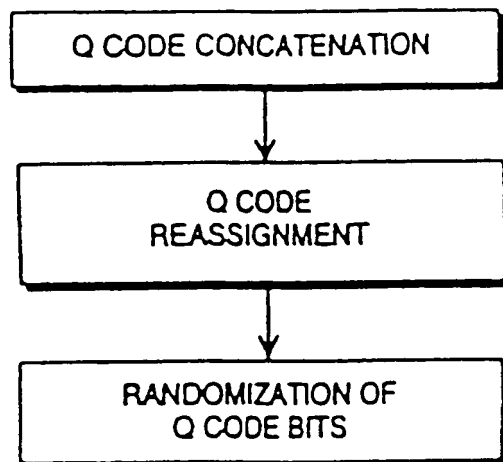 Q CODE CONCATENATION
Q CODE
REASSIGNMENT
RANDOMIZATION OF
Q CODE BITS